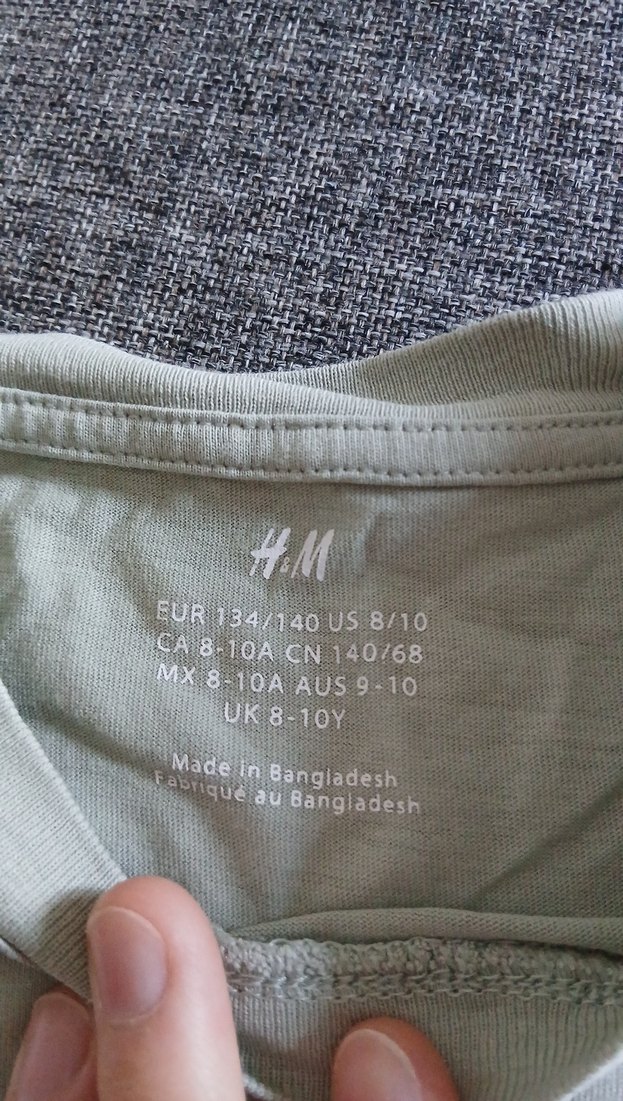 H&M
EUR 134/140 US 8/10
CA 8-10A CN 140/68
MX 8-10A AUS 9-10
UK 8-10Y
Made in Bangladesh
Fabriqué au Bangladesh